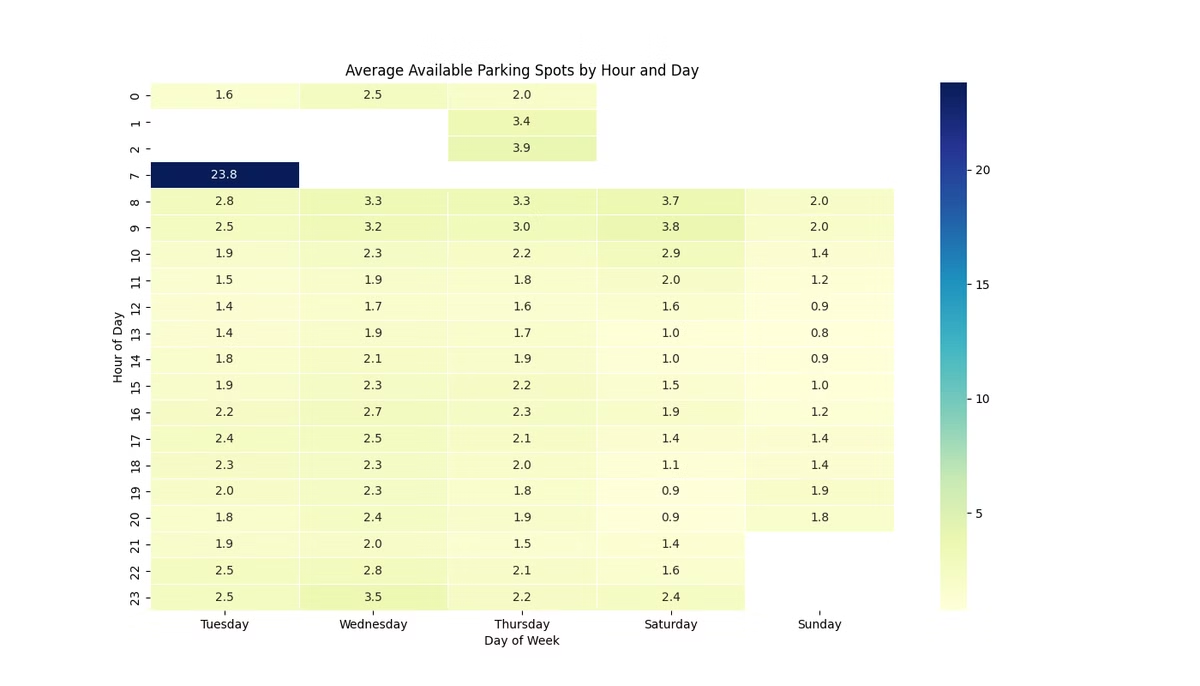 Average Available Parking Spots by Hour and Day
0 1.6 2.5 2.0
1 3.4
2 3.9
7 23.8
8 2.8 3.3 3.3 3.7 2.0
9 2.5 3.2 3.0 3.8 2.0
10 1.9 2.3 2.2 2.9 1.4
11 1.5 1.9 1.8 2.0 1.2
12 1.4 1.7 1.6 1.6 0.9
13 1.4 1.9 1.7 1.0 0.8
14 1.8 2.1 1.9 1.0 0.9
15 1.9 2.3 2.2 1.5 1.0
16 2.2 2.7 2.3 1.9 1.2
17 2.4 2.5 2.1 1.4 1.4
18 2.3 2.3 2.0 1.1 1.4
19 2.0 2.3 1.8 0.9 1.9
20 1.8 2.4 1.9 0.9 1.8
21 1.9 2.0 1.5 1.4
22 2.5 2.8 2.1 1.6
23 2.5 3.5 2.2 2.4
Hour of Day
Tuesday Wednesday Thursday Saturday Sunday
Day of Week
20
15
10
5